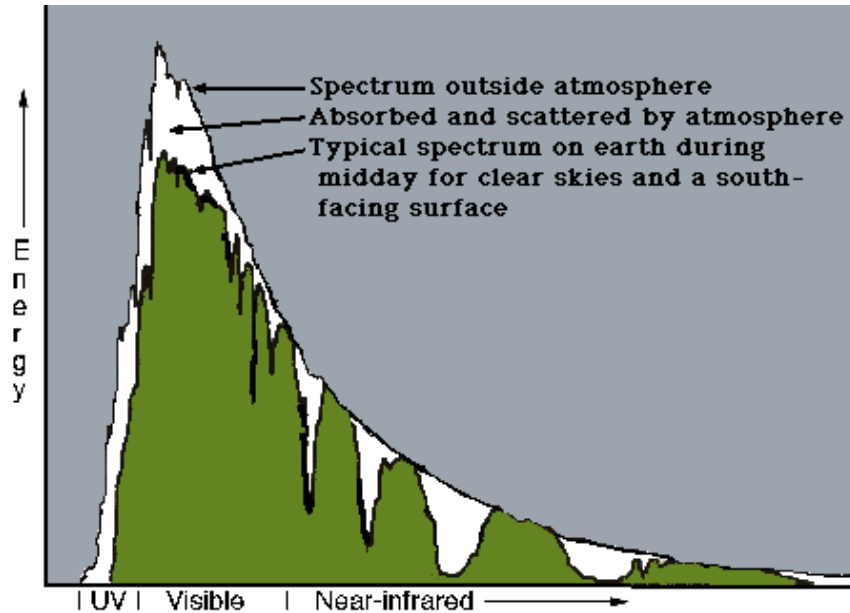 Spectrum outside atmosphere
Absorbed and scattered by atmosphere
Typical spectrum on earth during
midday for clear skies and a south-
facing surface
Energy
| UV | Visible | Near-infrared